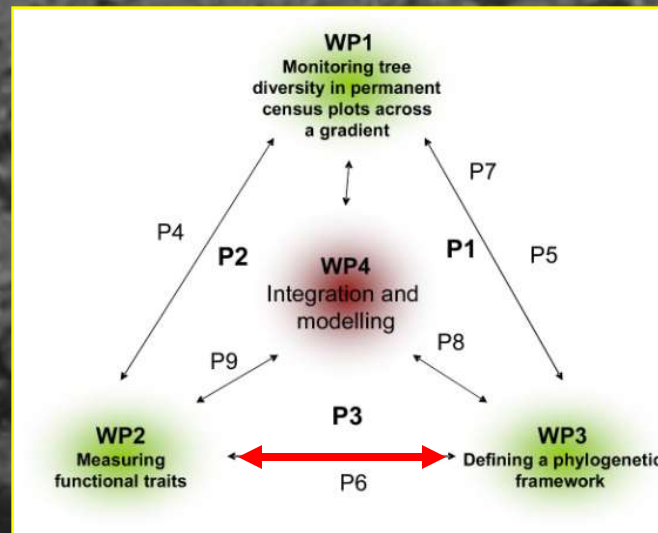 WP1
Monitoring tree
diversity in permanent
census plots across
a gradient
P7
P4
P2
P1
P5
WP4
Integration and
modelling
P9
P8
P3
WP2
Measuring
functional traits
WP3
Defining a phylogenetic
framework
P6